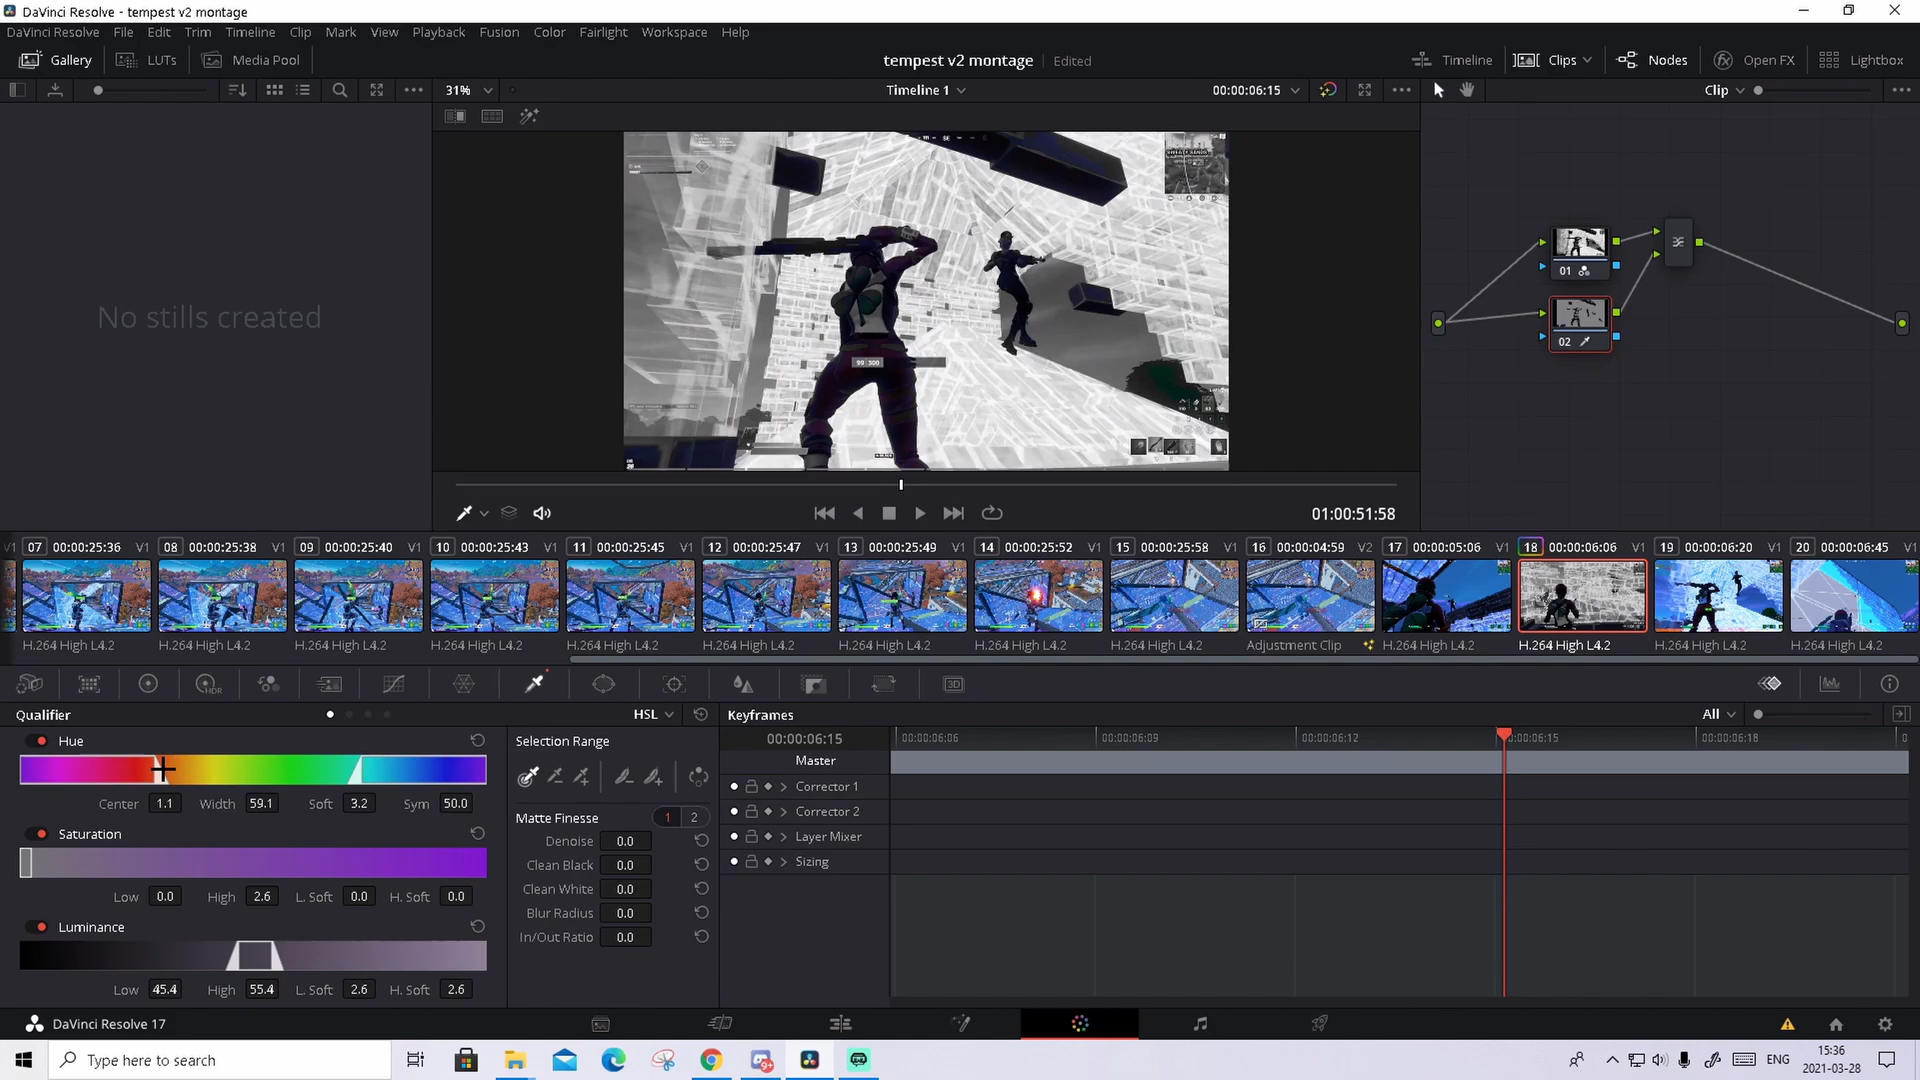 DaVinci Resolve - tempest v2 montage
DaVinci Resolve File Edit Trim Timeline Clip Mark View Playback Fusion Color Fairlight Workspace Help
Gallery LUTs Media Pool tempest v2 montage Edited Timeline Clips Nodes Open FX Lightbox
31% Timeline 1 00:00:06:15 Clip
No stills created
SE
99 300
01
02
01:00:51:58
V1 07 00:00:25:36 V1 08 00:00:25:38 V1 09 00:00:25:40 V1 10 00:00:25:43 V1 11 00:00:25:45 V1 12 00:00:25:47 V1 13 00:00:25:49 V1 14 00:00:25:52 V1 15 00:00:25:58 V1 16 00:00:04:59 V2 17 00:00:05:06 V1 18 00:00:06:06 V1 19 00:00:06:20 V1 20 00:00:06:45 V1
H.264 High L4.2 H.264 High L4.2 H.264 High L4.2 H.264 High L4.2 H.264 High L4.2 H.264 High L4.2 H.264 High L4.2 H.264 High L4.2 H.264 High L4.2 Adjustment Clip H.264 High L4.2 H.264 High L4.2 H.264 High L4.2 H.264 High L4.2
HDR 3D
Qualifier HSL Keyframes All
Hue Selection Range 00:00:06:15 00:00:06:06 00:00:06:09 00:00:06:12 00:00:06:15 00:00:06:18
Master
Corrector 1
Center 1.1 Width 59.1 Soft 3.2 Sym 50.0
Matte Finesse 1 2 Corrector 2
Saturation Denoise 0.0 Layer Mixer
Clean Black 0.0 Sizing
Clean White 0.0
Low 0.0 High 2.6 L. Soft 0.0 H. Soft 0.0
Blur Radius 0.0
Luminance In/Out Ratio 0.0
Low 45.4 High 55.4 L. Soft 2.6 H. Soft 2.6
DaVinci Resolve 17
Type here to search 9+ ENG 15:36
2021-03-28